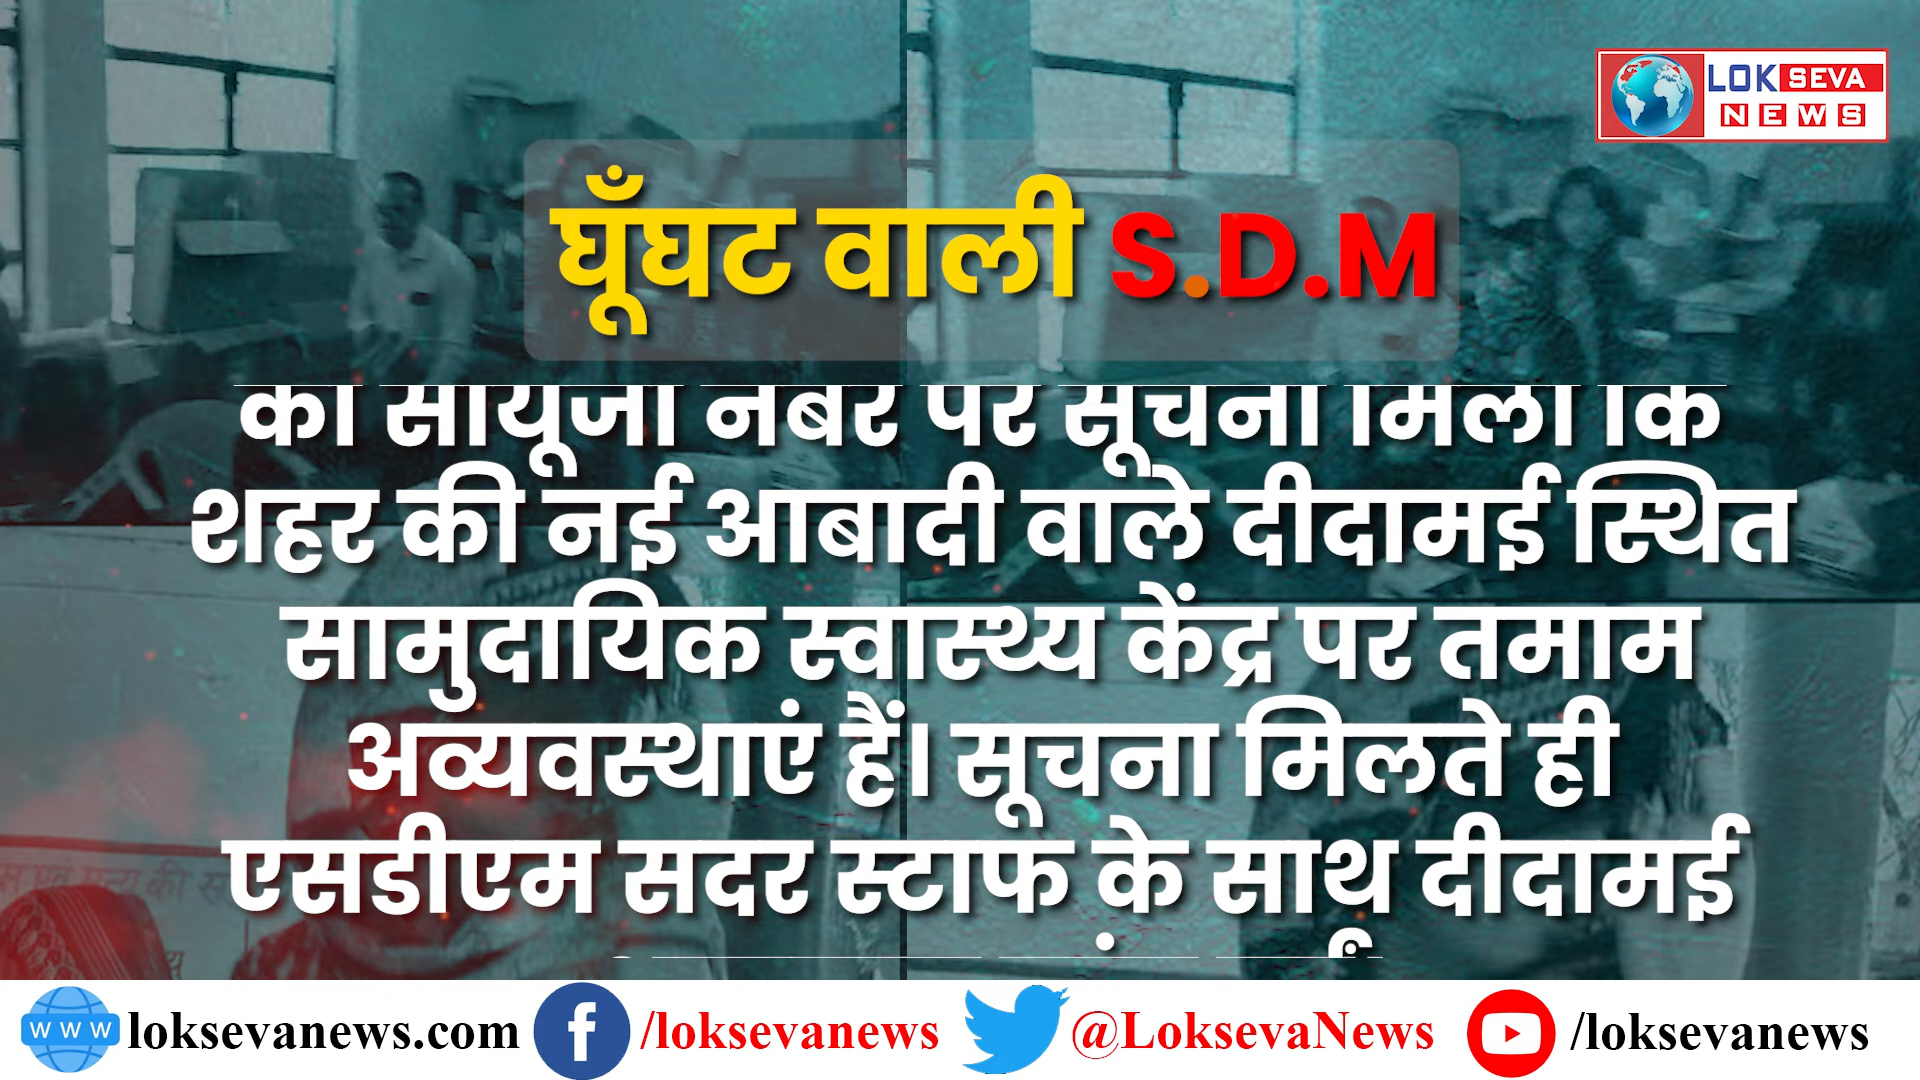 LOK SEVA
NEWS
घूँघट वाली S.D.M
शहर की नई आबादी वाले दीदामई स्थित
सामुदायिक स्वास्थ्य केंद्र पर तमाम
अव्यवस्थाएं हैं। सूचना मिलते ही
एसडीएम सदर स्टाफ के साथ दीदामई
www loksevanews.com /loksevanews @LoksevaNews /loksevanews